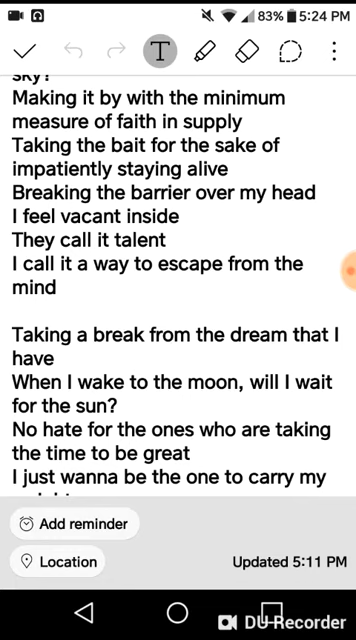 83% 5:24 PM
T
sky?
Making it by with the minimum
measure of faith in supply
Taking the bait for the sake of
impatiently staying alive
Breaking the barrier over my head
I feel vacant inside
They call it talent
I call it a way to escape from the
mind
Taking a break from the dream that I
have
When I wake to the moon, will I wait
for the sun?
No hate for the ones who are taking
the time to be great
I just wanna be the one to carry my
Add reminder
Location
Updated 5:11 PM
DU Recorder